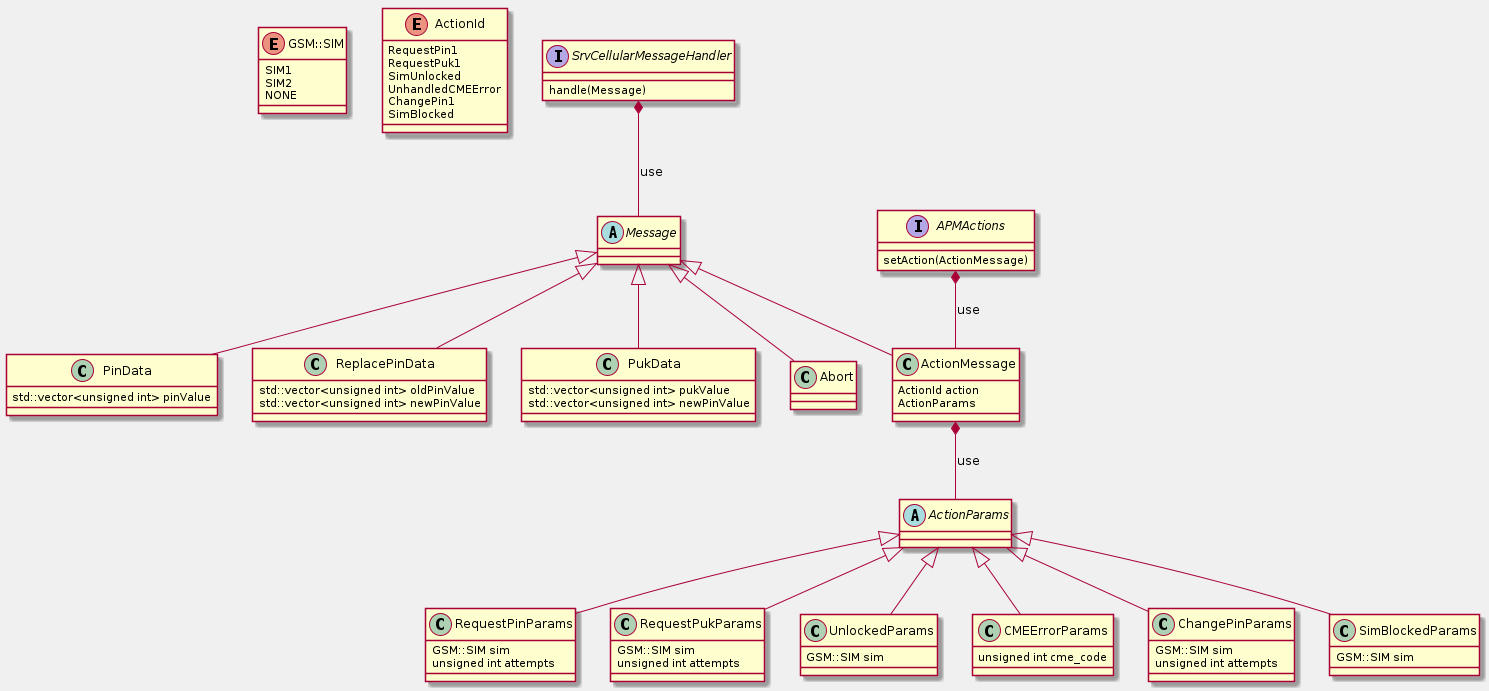 E GSM::SIM
SIM1
SIM2
NONE
E ActionId
RequestPin1
RequestPuk1
SimUnlocked
UnhandledCMEError
ChangePin1
SimBlocked
I SrvCellularMessageHandler
handle(Message)
use
A Message
I APMActions
setAction(ActionMessage)
use
C PinData
std::vector<unsigned int> pinValue
C ReplacePinData
std::vector<unsigned int> oldPinValue
std::vector<unsigned int> newPinValue
C PukData
std::vector<unsigned int> pukValue
std::vector<unsigned int> newPinValue
C Abort
C ActionMessage
ActionId action
ActionParams
use
A ActionParams
C RequestPinParams
GSM::SIM sim
unsigned int attempts
C RequestPukParams
GSM::SIM sim
unsigned int attempts
C UnlockedParams
GSM::SIM sim
C CMEErrorParams
unsigned int cme_code
C ChangePinParams
GSM::SIM sim
unsigned int attempts
C SimBlockedParams
GSM::SIM sim